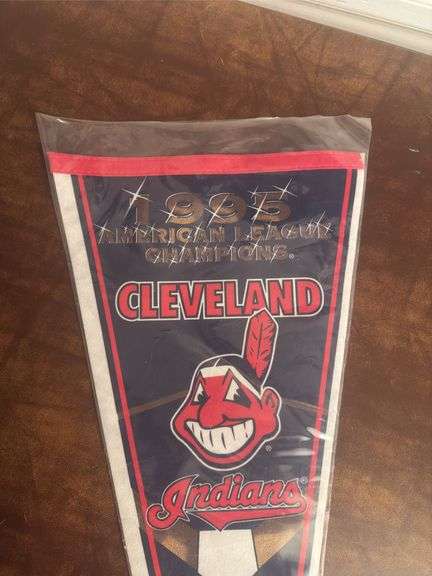 1995
AMERICAN LEAGUE
CHAMPIONS®
CLEVELAND
®
Indians®